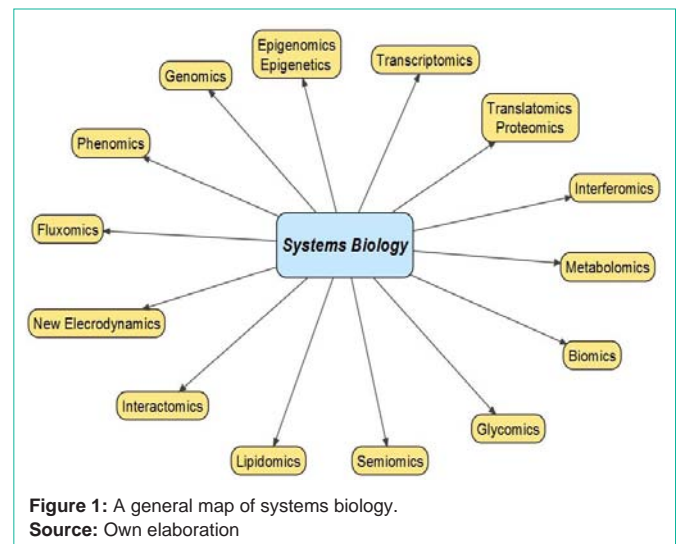 Epigenomics
Epigenetics
Transcriptomics
Genomics
Translatomics
Proteomics
Phenomics
Interferomics
Fluxomics
Systems Biology
Metabolomics
New Elecrodynamics
Biomics
Interactomics
Glycomics
Lipidomics
Semiomics
Figure 1: A general map of systems biology.
Source: Own elaboration